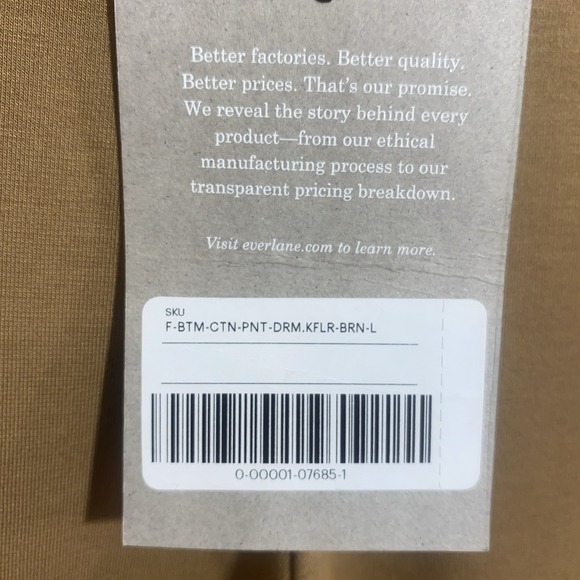 Better factories. Better quality.
Better prices. That's our promise.
We reveal the story behind every
product—from our ethical
manufacturing process to our
transparent pricing breakdown.
Visit everlane.com to learn more.
SKU
F-BTM-CTN-PNT-DRM.KFLR-BRN-L
0-00001-07685-1